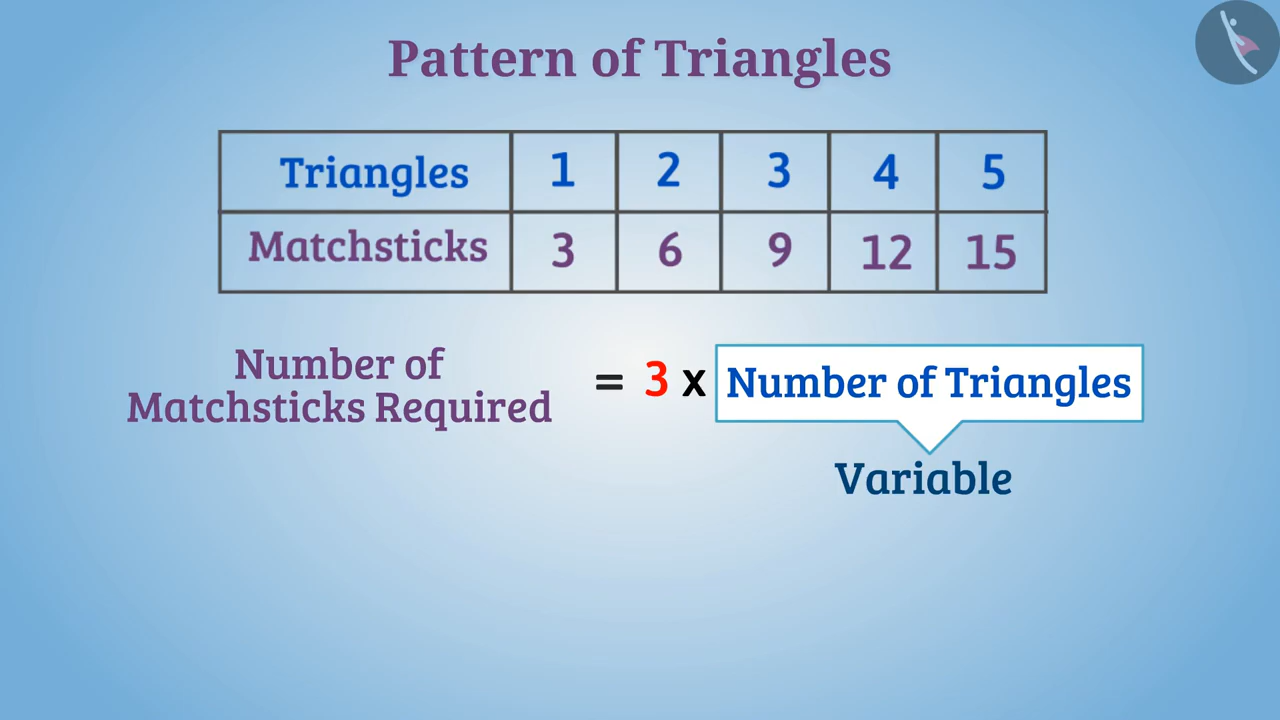 Pattern of Triangles
Triangles 1 2 3 4 5
Matchsticks 3 6 9 12 15
Number of
Matchsticks Required = 3 x Number of Triangles
Variable